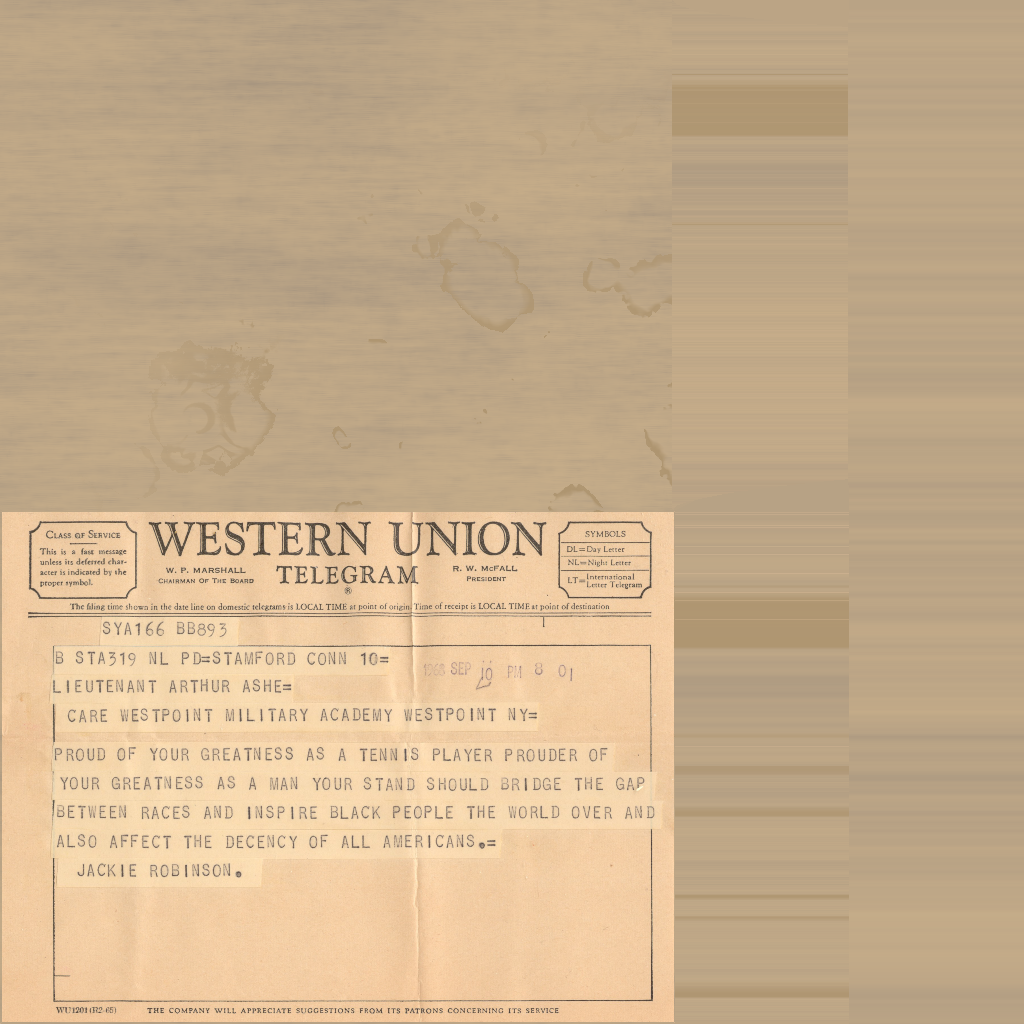 CLASS OF SERVICE
This is a fast message
unless its deferred char-
acter is indicated by the
proper symbol.
WESTERN UNION
TELEGRAM
®
W. P. MARSHALL
CHAIRMAN OF THE BOARD
R. W. McFALL
PRESIDENT
SYMBOLS
DL=Day Letter
NL=Night Letter
LT=International Letter Telegram
The filing time shown in the date line on domestic telegrams is LOCAL TIME at point of origin. Time of receipt is LOCAL TIME at point of destination
SYA166 BB893
B STA319 NL PD=STAMFORD CONN 10=
1968 SEP 10 PM 8 01
LIEUTENANT ARTHUR ASHE=
CARE WESTPOINT MILITARY ACADEMY WESTPOINT NY=
PROUD OF YOUR GREATNESS AS A TENNIS PLAYER PROUDER OF
YOUR GREATNESS AS A MAN YOUR STAND SHOULD BRIDGE THE GAP
BETWEEN RACES AND INSPIRE BLACK PEOPLE THE WORLD OVER AND
ALSO AFFECT THE DECENCY OF ALL AMERICANS.=
JACKIE ROBINSON.
WU1201 (R2-65)
THE COMPANY WILL APPRECIATE SUGGESTIONS FROM ITS PATRONS CONCERNING ITS SERVICE